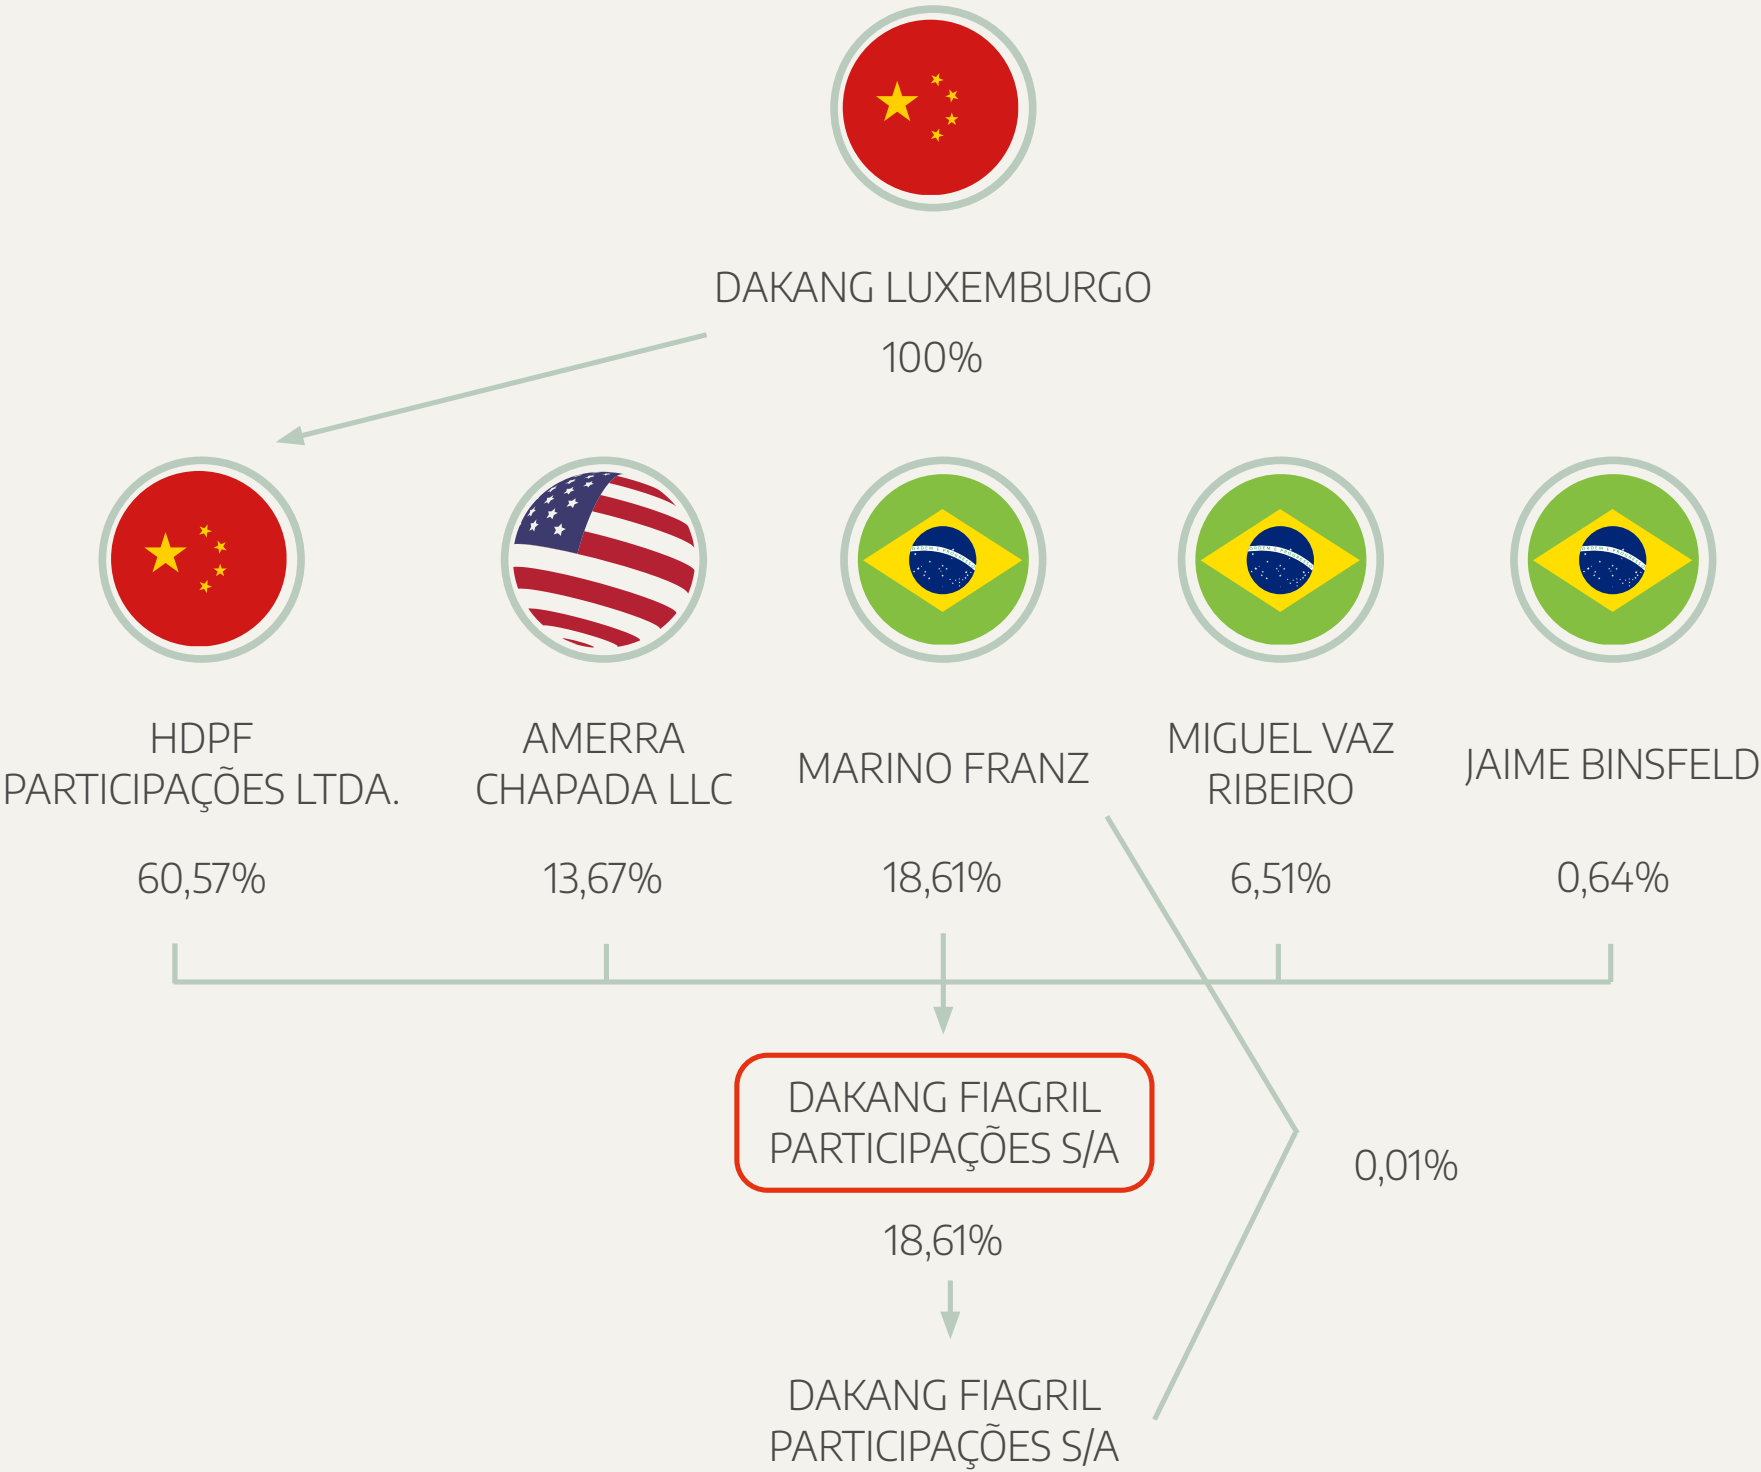 DAKANG LUXEMBURGO
100%
HDPF
PARTICIPAÇÕES LTDA.
60,57%
AMERRA
CHAPADA LLC
13,67%
MARINO FRANZ
18,61%
MIGUEL VAZ
RIBEIRO
6,51%
JAIME BINSFELD
0,64%
DAKANG FIAGRIL
PARTICIPAÇÕES S/A
18,61%
0,01%
DAKANG FIAGRIL
PARTICIPAÇÕES S/A